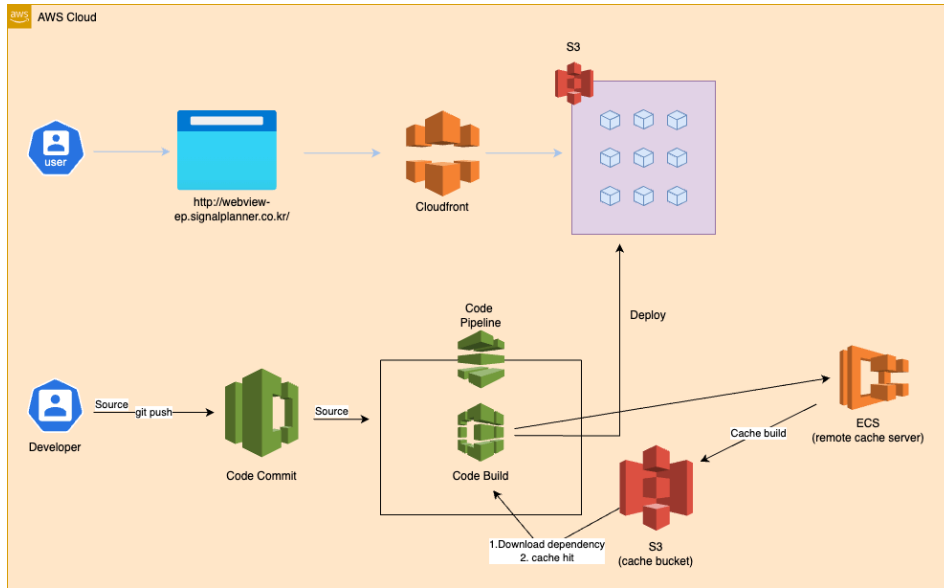 aws
AWS Cloud
S3
user
http://webview-
ep.signalplanner.co.kr/
Cloudfront
Code
Pipeline
Deploy
Source
git push
Source
Developer
Code Commit
Code Build
ECS
(remote cache server)
Cache build
1.Download dependency
2. cache hit
S3
(cache bucket)